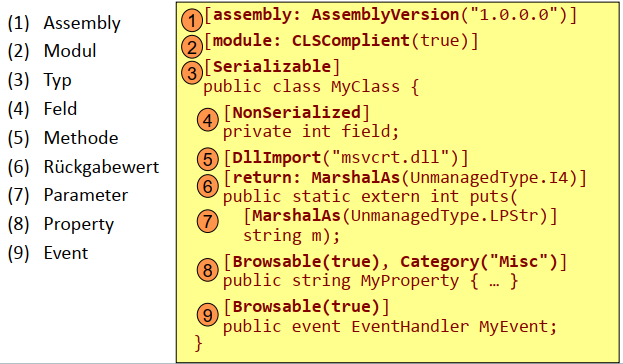 (1) Assembly
(2) Modul
(3) Typ
(4) Feld
(5) Methode
(6) Rückgabewert
(7) Parameter
(8) Property
(9) Event
1 [assembly: AssemblyVersion("1.0.0.0")]
2 [module: CLSComplient(true)]
3 [Serializable]
public class MyClass {
4 [NonSerialized]
private int field;
5 [DllImport("msvcrt.dll")]
6 [return: MarshalAs(UnmanagedType.I4)]
public static extern int puts(
7 [MarshalAs(UnmanagedType.LPStr)]
string m);
8 [Browsable(true), Category("Misc")]
public string MyProperty { … }
9 [Browsable(true)]
public event EventHandler MyEvent;
}